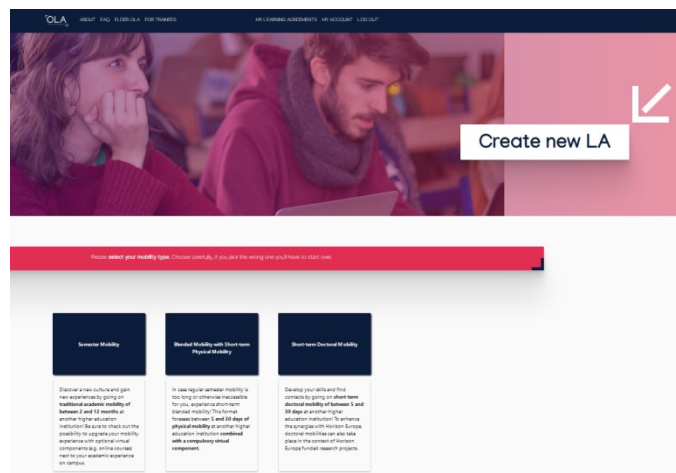 OLA ABOUT FAQ ELDER OLA FOR TRAINEES MY LEARNING AGREEMENTS MY ACCOUNT LOG OUT
Create new LA
Please select your mobility type. Choose carefully, if you pick the wrong one you'll have to start over.
Semester Mobility
Blended Mobility with Short-term
Physical Mobility
Short-term Doctoral Mobility
Discover a new culture and gain
new experiences by going on
traditional academic mobility of
between 2 and 12 months at
another higher education
institution! Be sure to check out the
possibility to upgrade your mobility
experience with optional virtual
components (e.g. online courses)
next to your academic experience
on campus.
In case regular semester mobility is
too long or otherwise inaccessible
for you, experience short-term
blended mobility! This format
foresees between 5 and 30 days of
physical mobility at another higher
education institution combined
with a compulsory virtual
component.
Develop your skills and find
contacts by going on short-term
doctoral mobility of between 5 and
30 days at another higher
education institution! To enhance
the synergies with Horizon Europe,
doctoral mobilities can also take
place in the context of Horizon
Europe funded research projects.